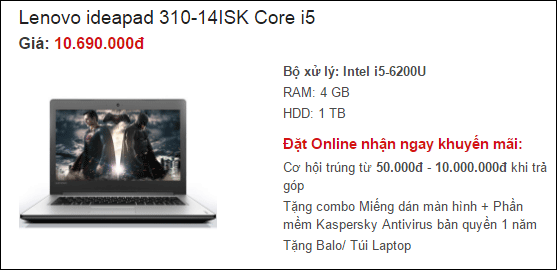 Lenovo ideapad 310-14ISK Core i5
Giá: 10.690.000đ
Bộ xử lý: Intel i5-6200U
RAM: 4 GB
HDD: 1 TB
Đặt Online nhận ngay khuyến mãi:
Cơ hội trúng từ 50.000đ - 10.000.000đ khi trả
góp
Tặng combo Miếng dán màn hình + Phần
mềm Kaspersky Antivirus bản quyền 1 năm
Tặng Balo/ Túi Laptop